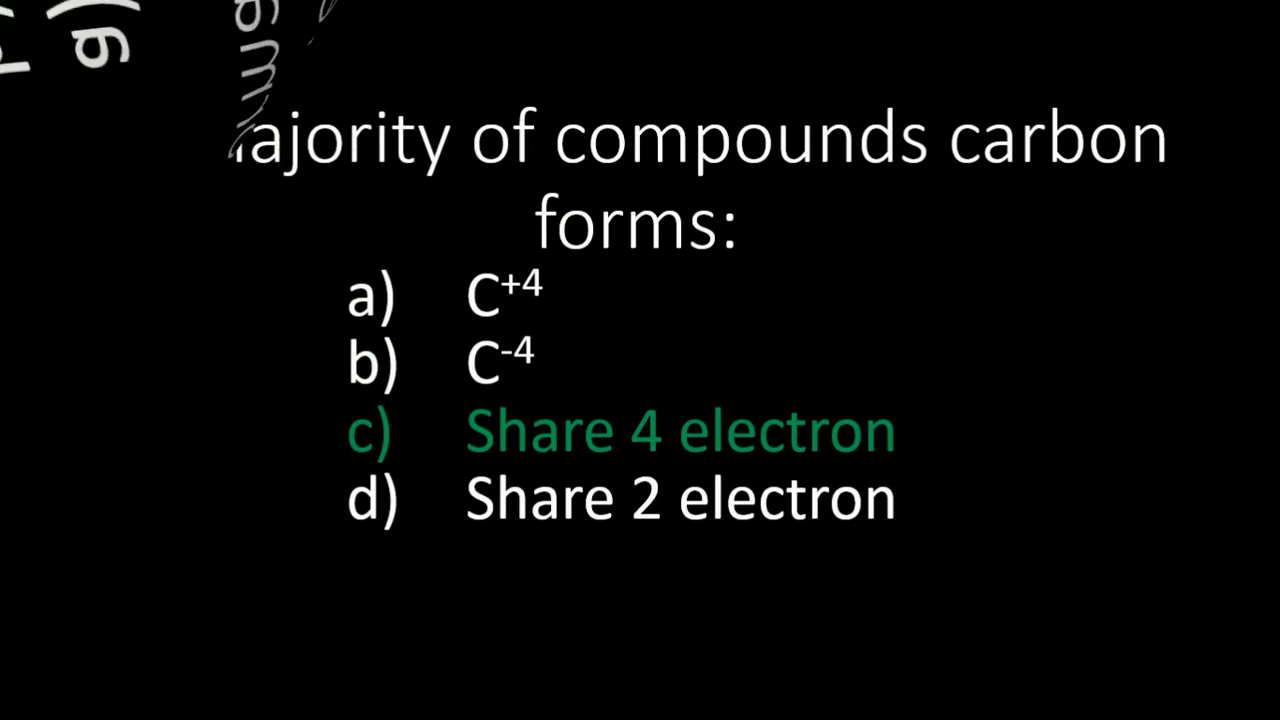 ajority of compounds carbon
forms:
a) C⁺⁴
b) C⁻⁴
c) Share 4 electron
d) Share 2 electron